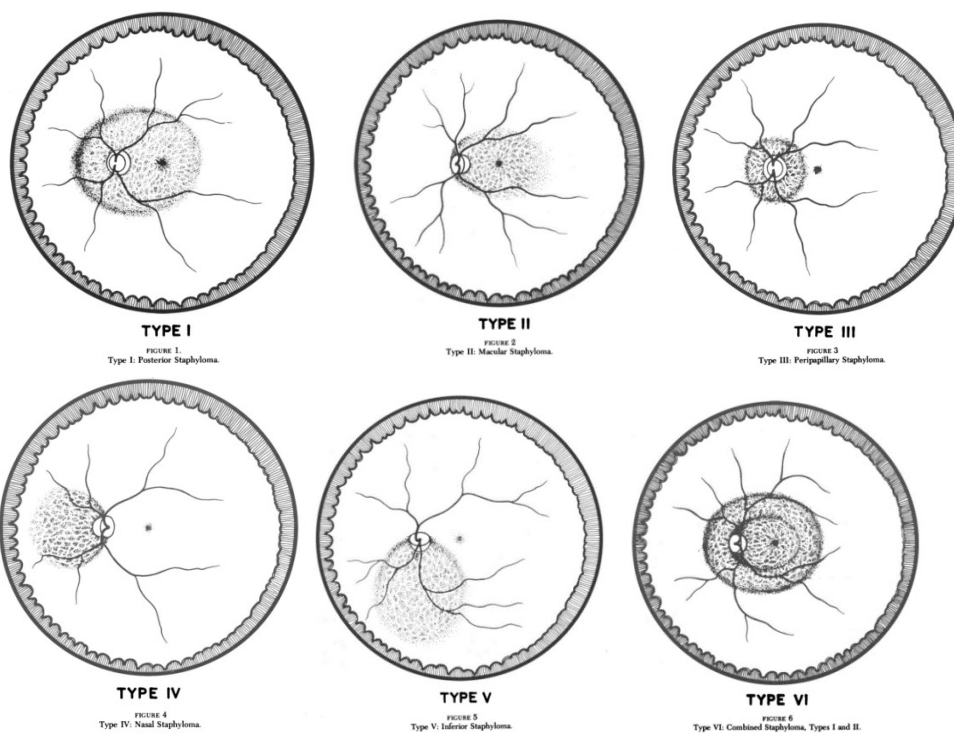 TYPE I
FIGURE 1.
Type I: Posterior Staphyloma.
TYPE II
FIGURE 2
Type II: Macular Staphyloma.
TYPE III
FIGURE 3
Type III: Peripapillary Staphyloma.
TYPE IV
FIGURE 4
Type IV: Nasal Staphyloma.
TYPE V
FIGURE 5
Type V: Inferior Staphyloma.
TYPE VI
FIGURE 6
Type VI: Combined Staphyloma, Types I and II.